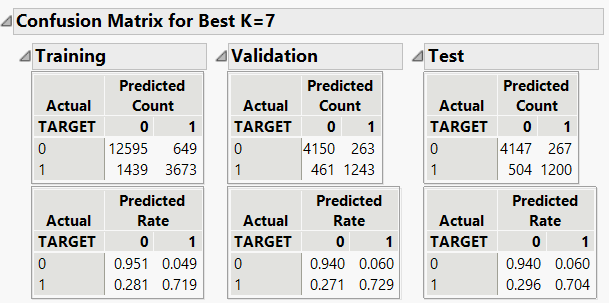 Confusion Matrix for Best K=7
Training Validation Test
Predicted Predicted Predicted
Actual Count Actual Count Actual Count
TARGET 0 1 TARGET 0 1 TARGET 0 1
0 12595 649 0 4150 263 0 4147 267
1 1439 3673 1 461 1243 1 504 1200
Predicted Predicted Predicted
Actual Rate Actual Rate Actual Rate
TARGET 0 1 TARGET 0 1 TARGET 0 1
0 0.951 0.049 0 0.940 0.060 0 0.940 0.060
1 0.281 0.719 1 0.271 0.729 1 0.296 0.704